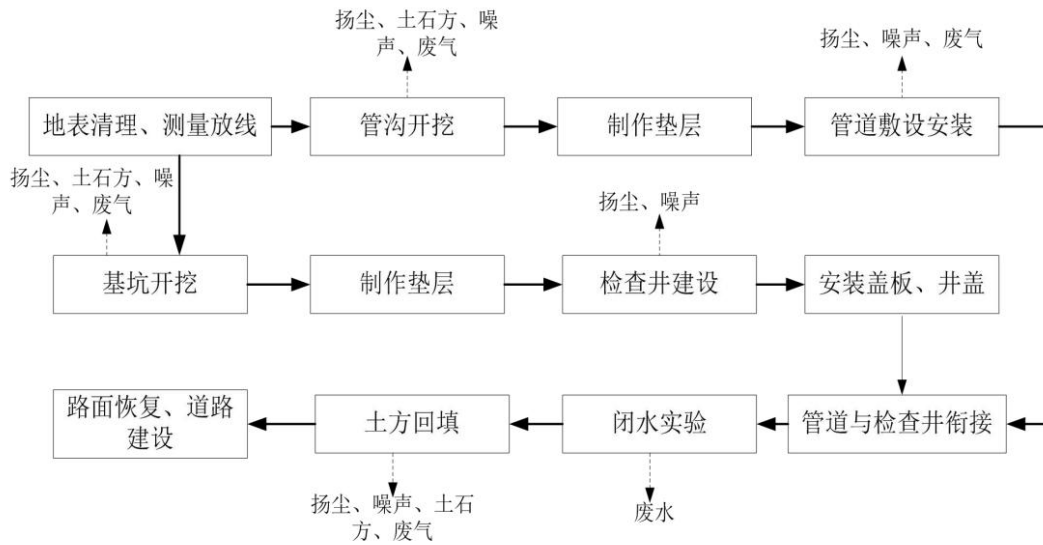 扬尘、土石方、噪
声、废气
扬尘、噪声、废气
地表清理、测量放线
管沟开挖
制作垫层
管道敷设安装
扬尘、土石方、噪
声、废气
扬尘、噪声
基坑开挖
制作垫层
检查井建设
安装盖板、井盖
路面恢复、道路
建设
土方回填
闭水实验
管道与检查井衔接
扬尘、噪声、土石
方、废气
废水